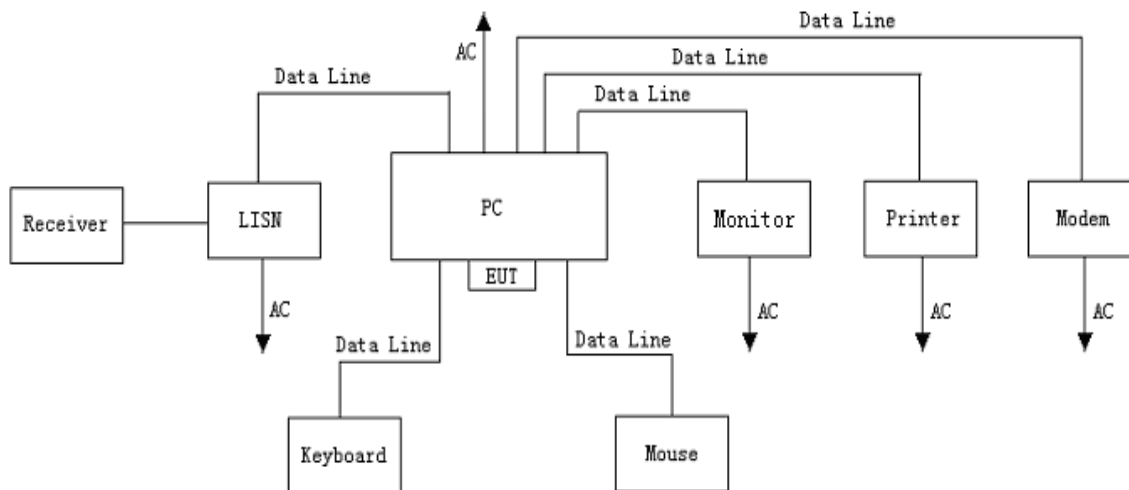 Data Line
AC
Data Line
Data Line
Data Line
Receiver
LISN
PC
Monitor
Printer
Modem
EUT
AC
AC
AC
AC
Data Line
Data Line
Keyboard
Mouse